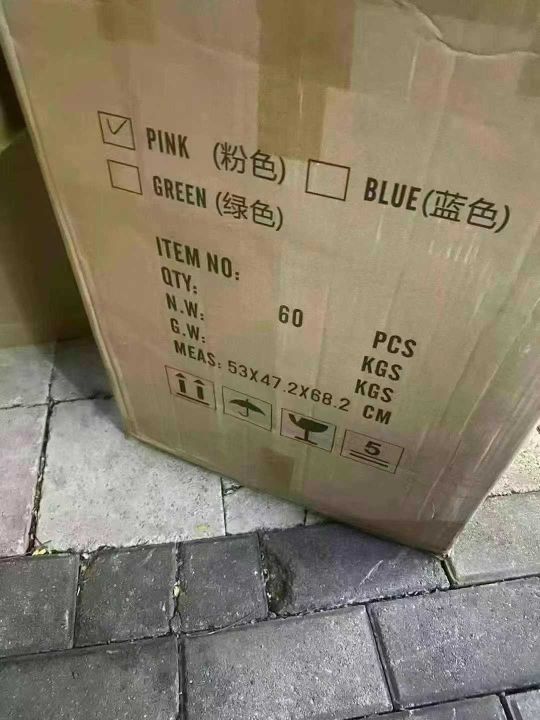 PINK (粉色)
BLUE(蓝色)
GREEN (绿色)
ITEM NO:
QTY: 60 PCS
N.W: KGS
G.W: KGS
MEAS: 53X47.2X68.2 CM
5